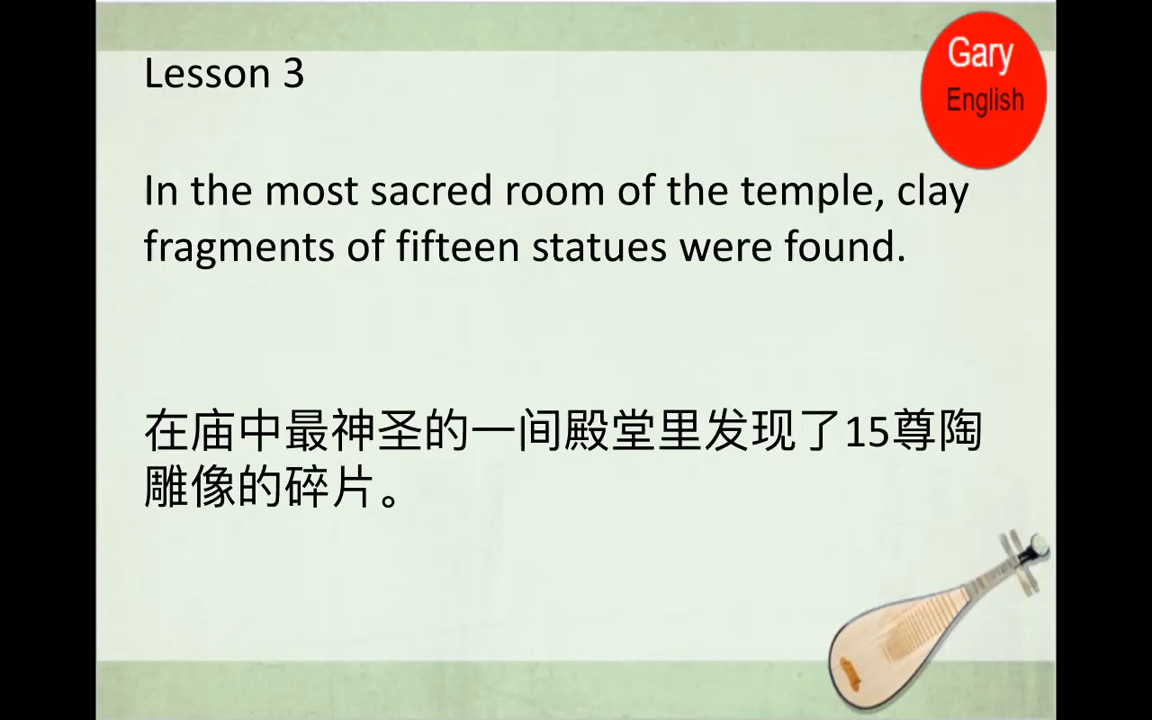 Lesson 3
Gary
English
In the most sacred room of the temple, clay
fragments of fifteen statues were found.
在庙中最神圣的一间殿堂里发现了15尊陶
雕像的碎片。